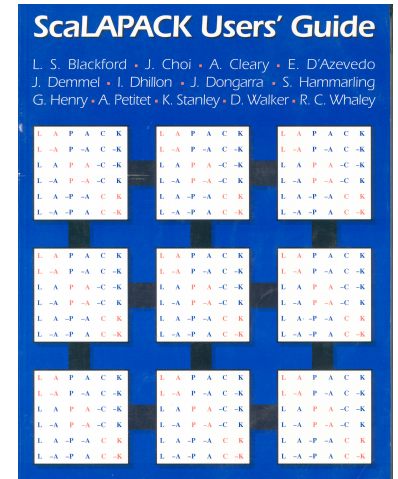 ScaLAPACK Users' Guide
L. S. Blackford • J. Choi • A. Cleary • E. D'Azevedo
J. Demmel • I. Dhillon • J. Dongarra • S. Hammarling
G. Henry • A. Petitet • K. Stanley • D. Walker • R. C. Whaley
L A P A C K
L -A P -A C -K
L A P A -C -K
L -A P -A -C K
L A -P -A C K
L -A -P A C -K
L A P A C K
L -A P -A C -K
L A P A -C -K
L -A P -A -C K
L A -P -A C K
L -A -P A C -K
L A P A C K
L -A P -A C -K
L A P A -C -K
L -A P -A -C K
L A -P -A C K
L -A -P A C -K
L A P A C K
L -A P -A C -K
L A P A -C -K
L -A P -A -C K
L A -P -A C K
L -A -P A C -K
L A P A C K
L -A P -A C -K
L A P A -C -K
L -A P -A -C K
L A -P -A C K
L -A -P A C -K
L A P A C K
L -A P -A C -K
L A P A -C -K
L -A P -A -C K
L A -P -A C K
L -A -P A C -K
L A P A C K
L -A P -A C -K
L A P A -C -K
L -A P -A -C K
L A -P -A C K
L -A -P A C -K
L A P A C K
L -A P -A C -K
L A P A -C -K
L -A P -A -C K
L A -P -A C K
L -A -P A C -K
L A P A C K
L -A P -A C -K
L A P A -C -K
L -A P -A -C K
L A -P -A C K
L -A -P A C -K